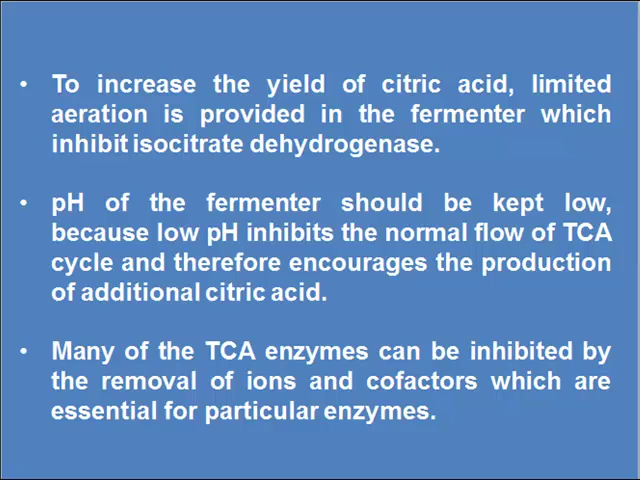 • To increase the yield of citric acid, limited
aeration is provided in the fermenter which
inhibit isocitrate dehydrogenase.
• pH of the fermenter should be kept low,
because low pH inhibits the normal flow of TCA
cycle and therefore encourages the production
of additional citric acid.
• Many of the TCA enzymes can be inhibited by
the removal of ions and cofactors which are
essential for particular enzymes.